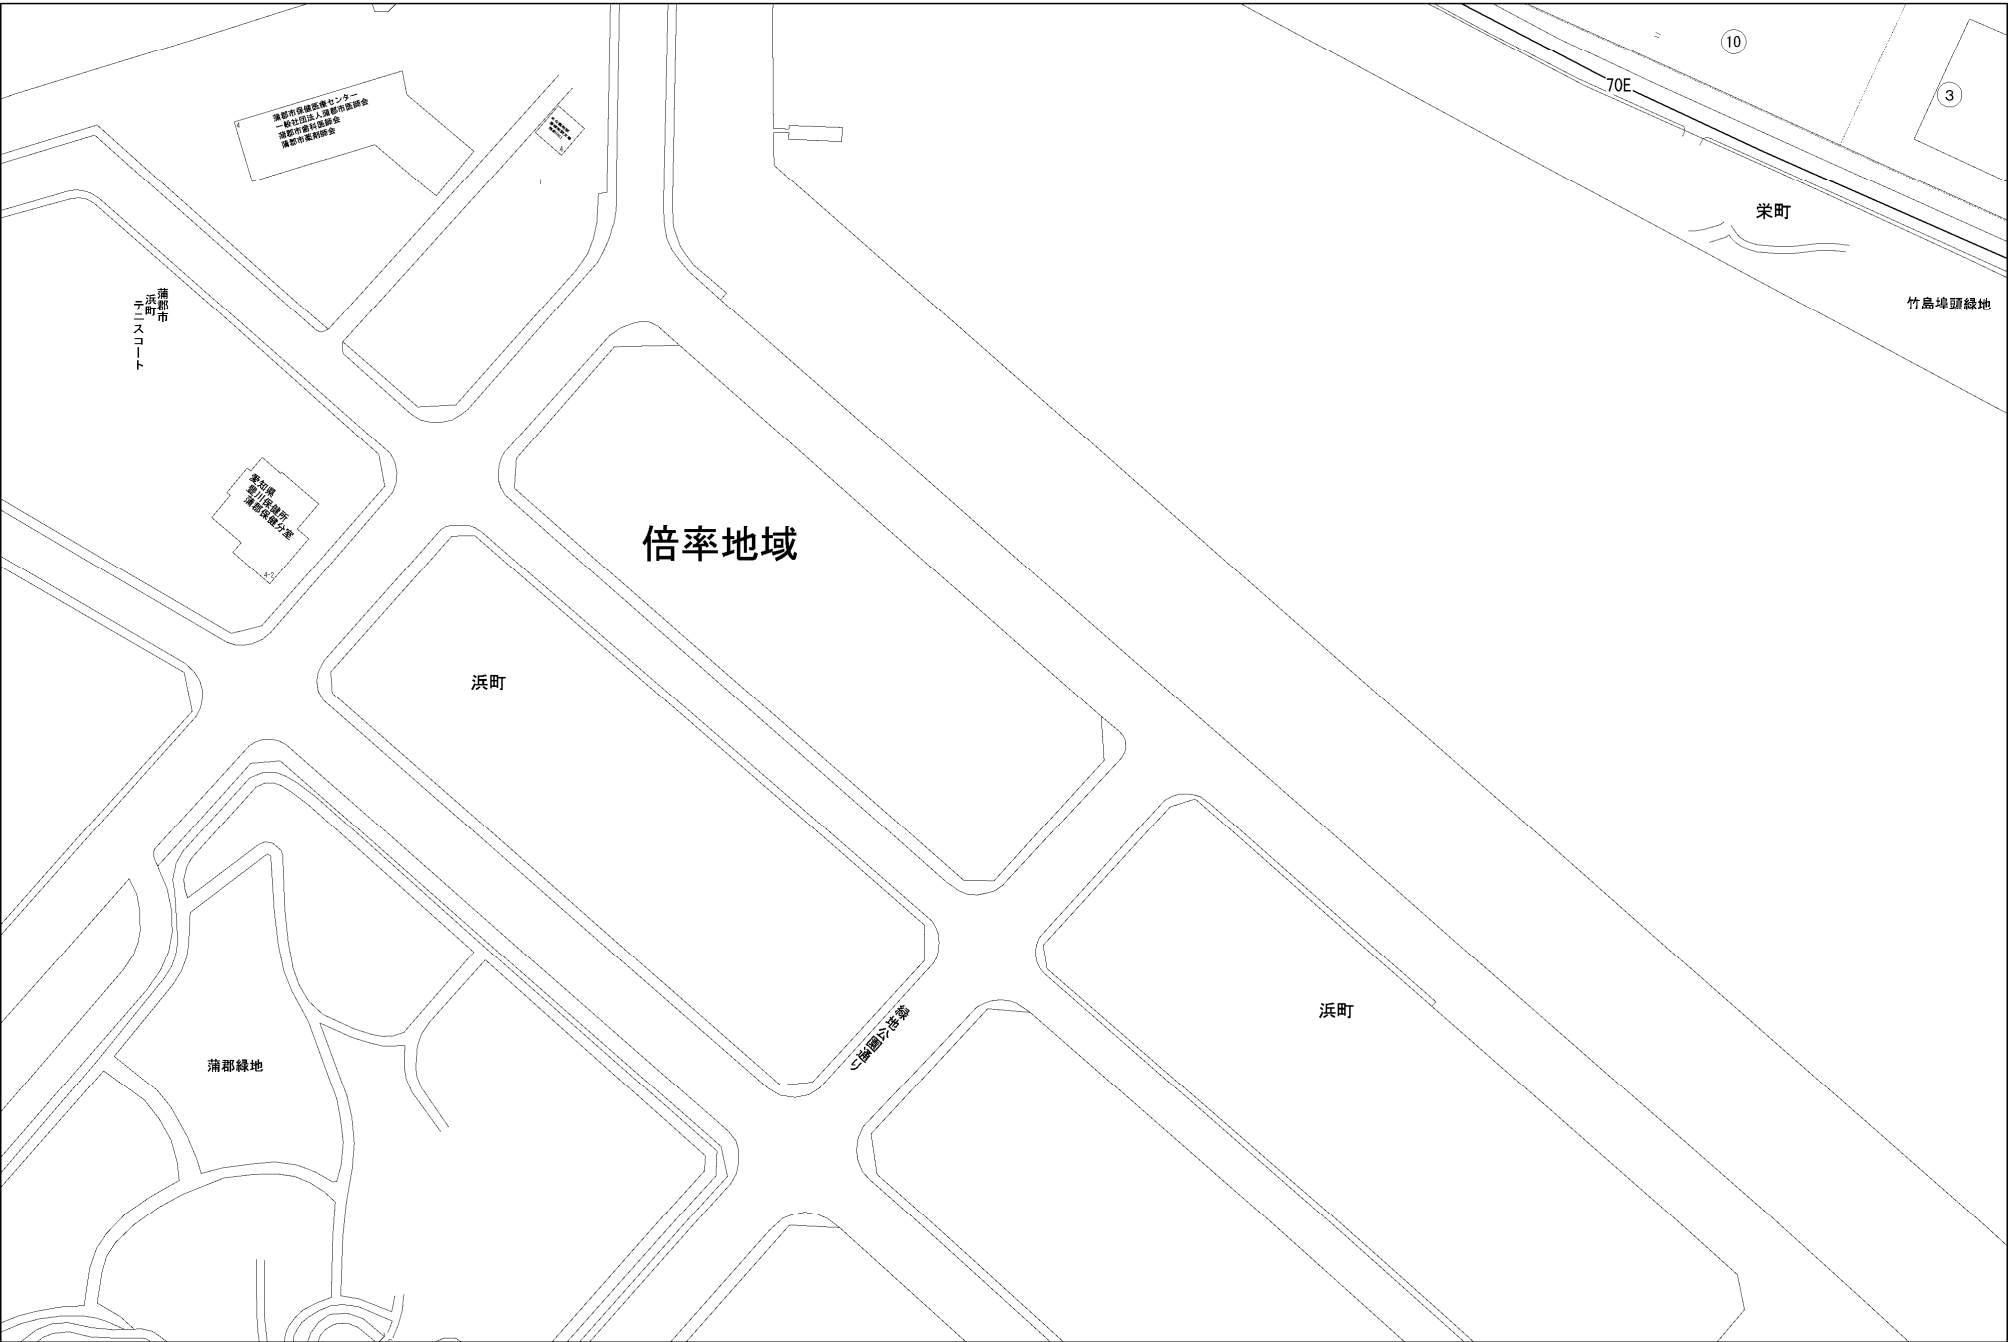 10
3
70E
蒲郡市保健医療センター
一般社団法人蒲郡市医師会
蒲郡市歯科医師会
蒲郡市薬剤師会
4
4
栄町
竹島埠頭緑地
蒲郡市
浜町
テニスコート
愛知県
豊川保健所
蒲郡保健分室
4-2
倍率地域
浜町
緑地公園通り
浜町
蒲郡緑地